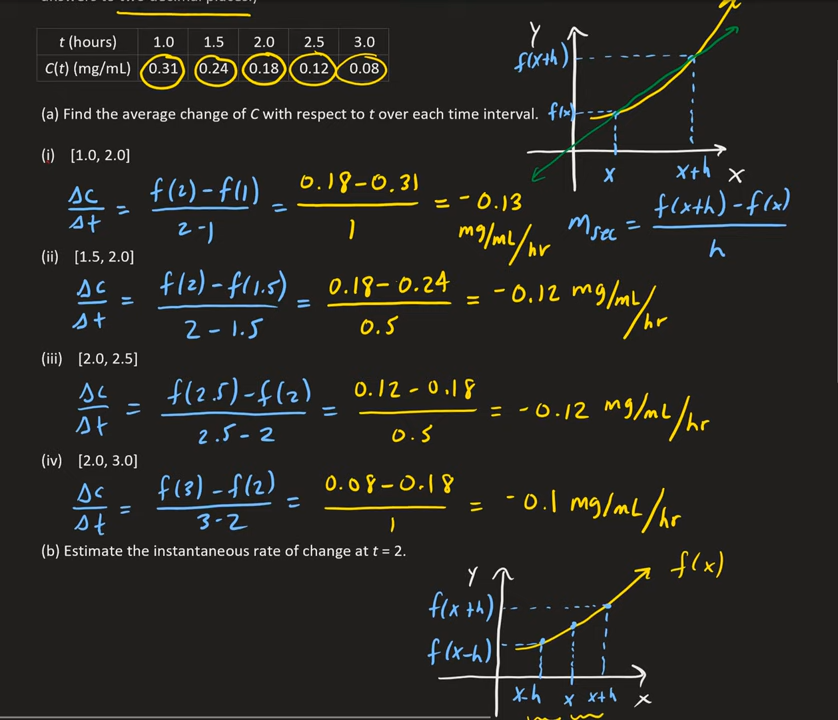 t (hours) 1.0 1.5 2.0 2.5 3.0
C(t) (mg/mL) 0.31 0.24 0.18 0.12 0.08
Y
f(x+h)
f(x)
x x+h x
(a) Find the average change of C with respect to t over each time interval.
(i) [1.0, 2.0]
Δc/Δt = (f(2) - f(1))/(2-1) = (0.18-0.31)/1 = -0.13 mg/mL/hr
m sec = (f(x+h) - f(x))/h
(ii) [1.5, 2.0]
Δc/Δt = (f(2) - f(1.5))/(2-1.5) = (0.18-0.24)/0.5 = -0.12 mg/mL/hr
(iii) [2.0, 2.5]
Δc/Δt = (f(2.5) - f(2))/(2.5-2) = (0.12-0.18)/0.5 = -0.12 mg/mL/hr
(iv) [2.0, 3.0]
Δc/Δt = (f(3) - f(2))/(3-2) = (0.08-0.18)/1 = -0.1 mg/mL/hr
(b) Estimate the instantaneous rate of change at t = 2.
Y f(x)
f(x+h)
f(x-h)
x-h x x+h x